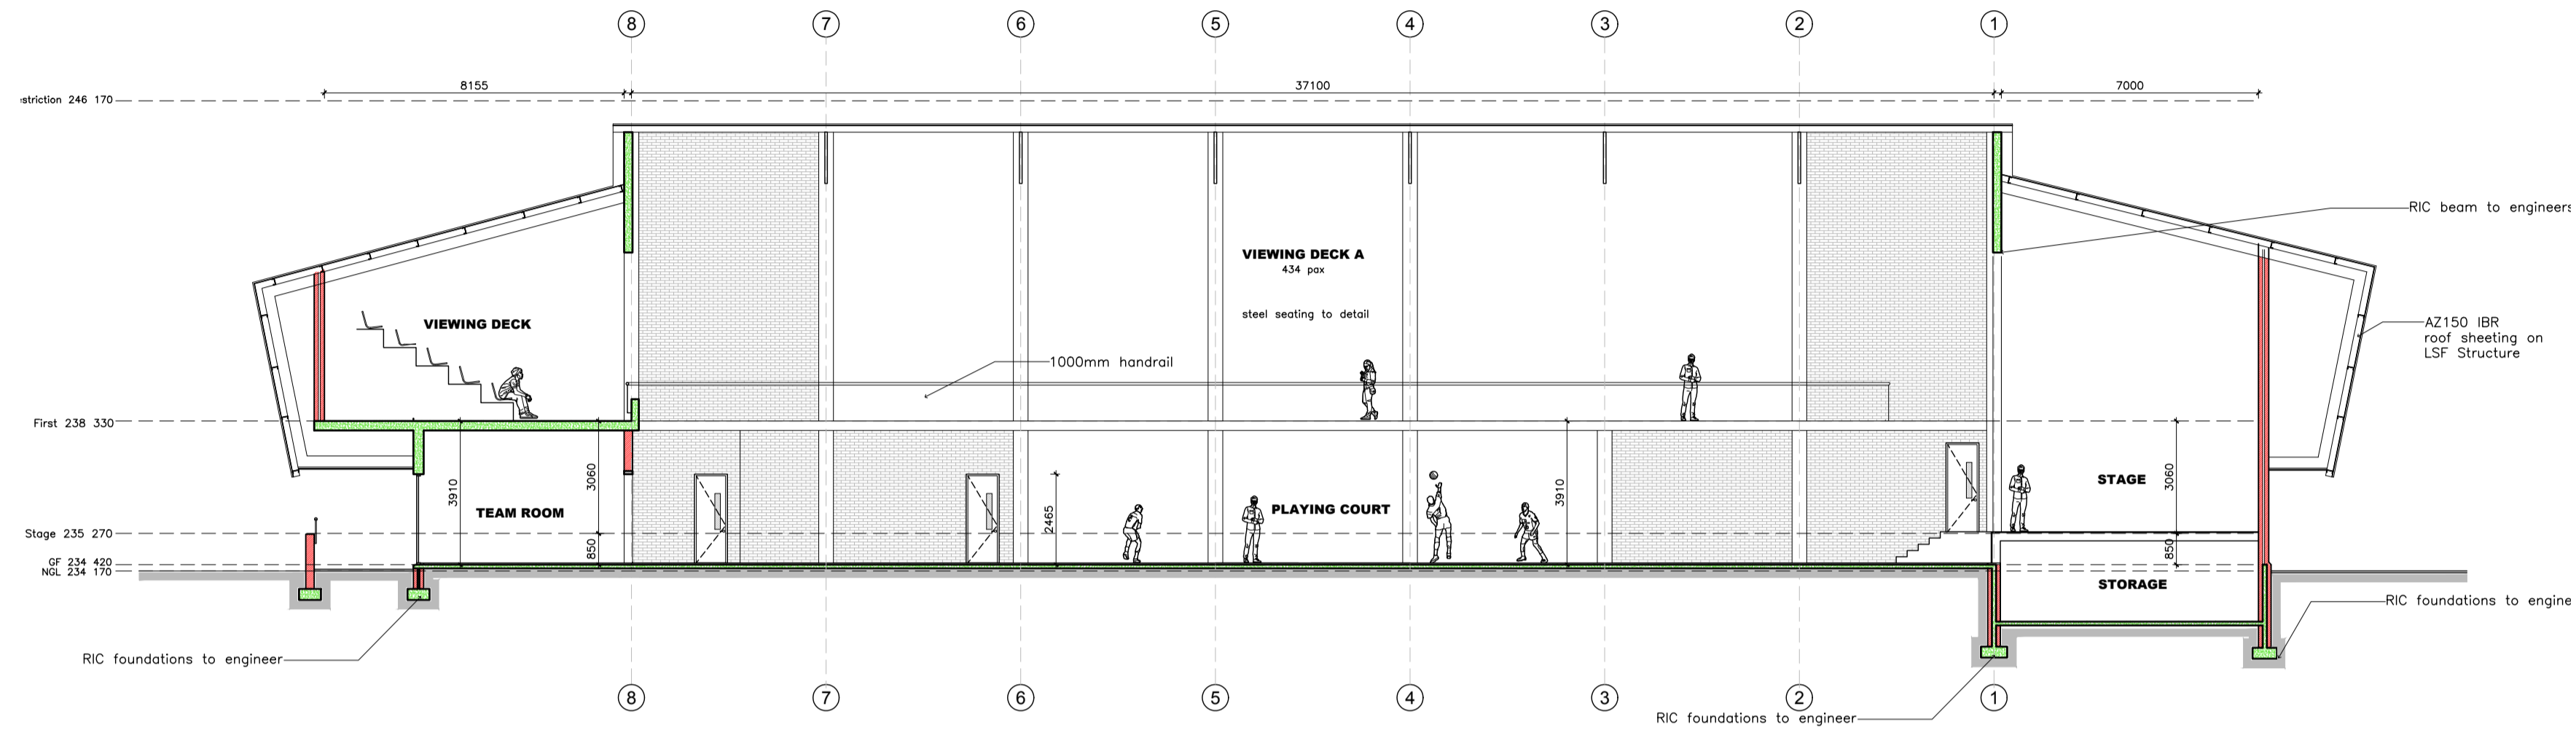 8 7 6 5 4 3 2 1
8155 37100 7000
striction 246 170
RIC beam to engineers
VIEWING DECK A
434 pax
steel seating to detail
VIEWING DECK
AZ150 IBR
roof sheeting on
LSF Structure
1000mm handrail
First 238 330
3910 3060 2465 3910 3060
TEAM ROOM
PLAYING COURT
STAGE
Stage 235 270
850 850
GF 234 420
NGL 234 170
STORAGE
RIC foundations to engine
RIC foundations to engineer
8 7 6 5 4 3 2 1
RIC foundations to engineer